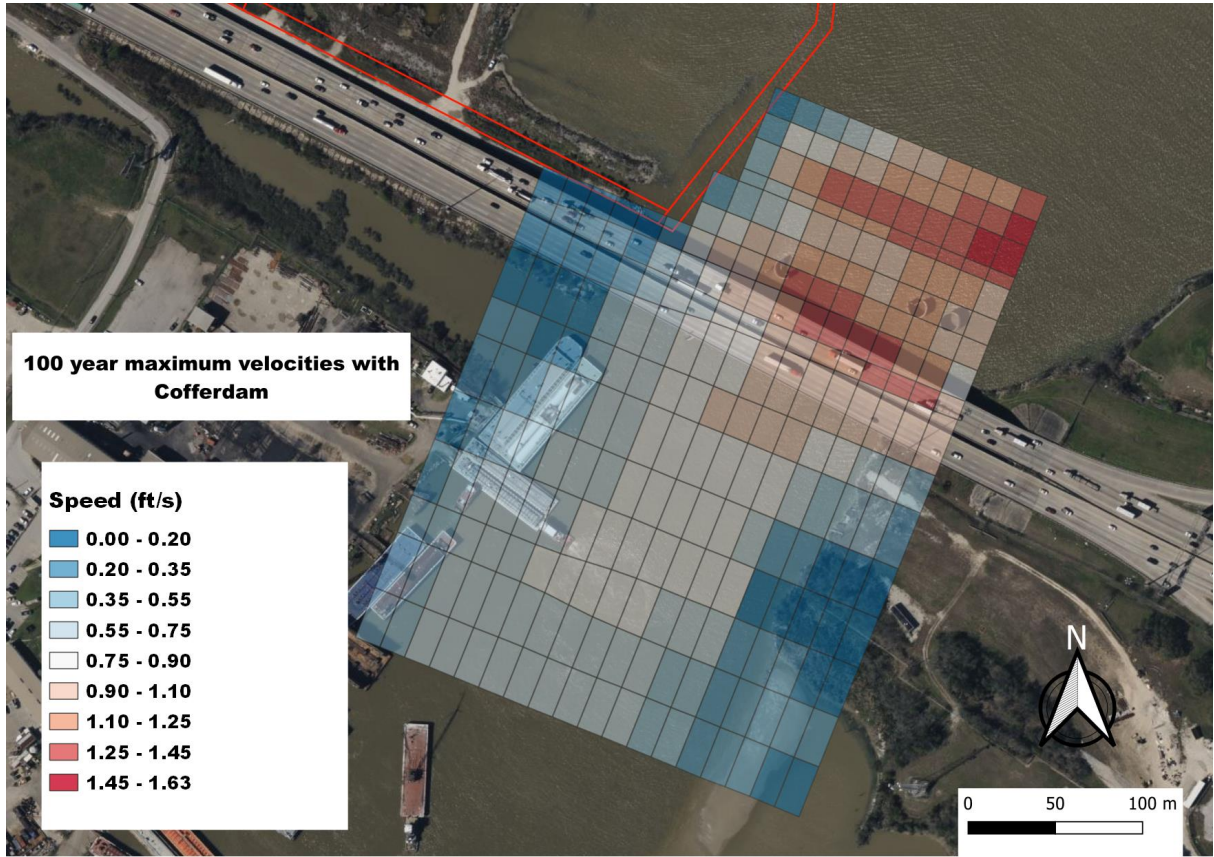 100 year maximum velocities with
Cofferdam
Speed (ft/s)
0.00 - 0.20
0.20 - 0.35
0.35 - 0.55
0.55 - 0.75
0.75 - 0.90
0.90 - 1.10
1.10 - 1.25
1.25 - 1.45
1.45 - 1.63
N
0 50 100 m